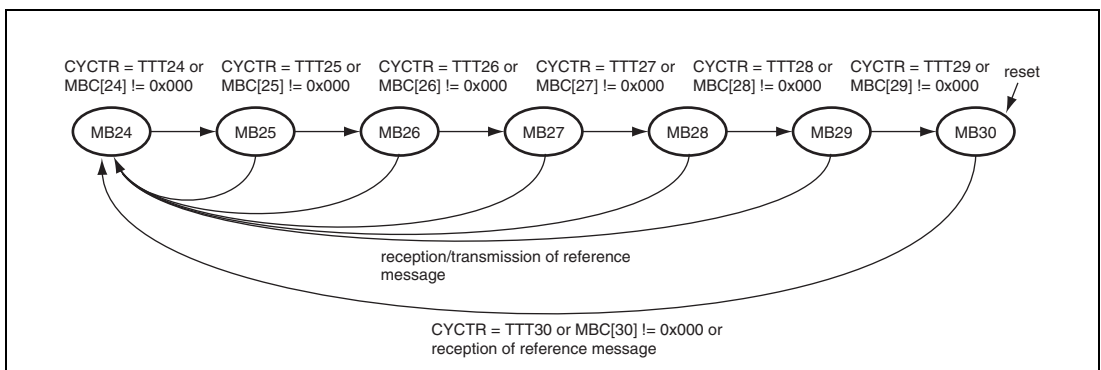 CYCTR = TTT24 or
MBC[24] != 0x000
CYCTR = TTT25 or
MBC[25] != 0x000
CYCTR = TTT26 or
MBC[26] != 0x000
CYCTR = TTT27 or
MBC[27] != 0x000
CYCTR = TTT28 or
MBC[28] != 0x000
CYCTR = TTT29 or
MBC[29] != 0x000
reset
MB24
MB25
MB26
MB27
MB28
MB29
MB30
reception/transmission of reference
message
CYCTR = TTT30 or MBC[30] != 0x000 or
reception of reference message